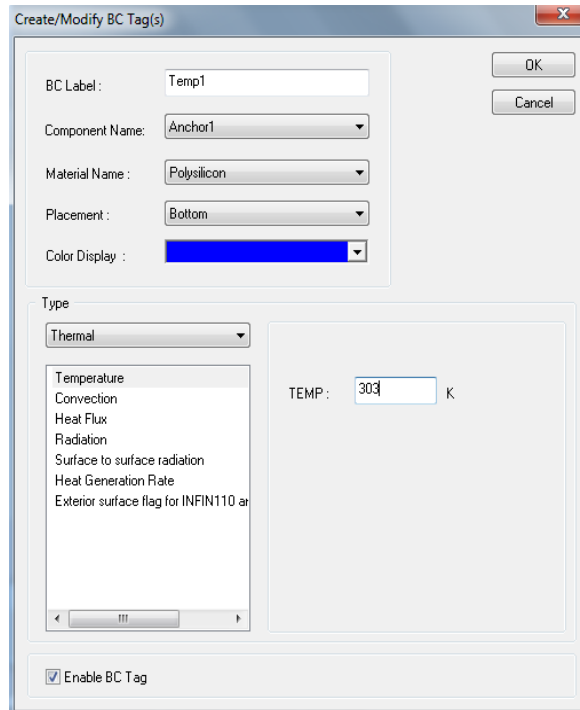 Create/Modify BC Tag(s)
OK
BC Label : Temp1
Cancel
Component Name: Anchor1
Material Name : Polysilicon
Placement : Bottom
Color Display :
Type
Thermal
Temperature
TEMP : 303 K
Convection
Heat Flux
Radiation
Surface to surface radiation
Heat Generation Rate
Exterior surface flag for INFIN110 ar
Enable BC Tag